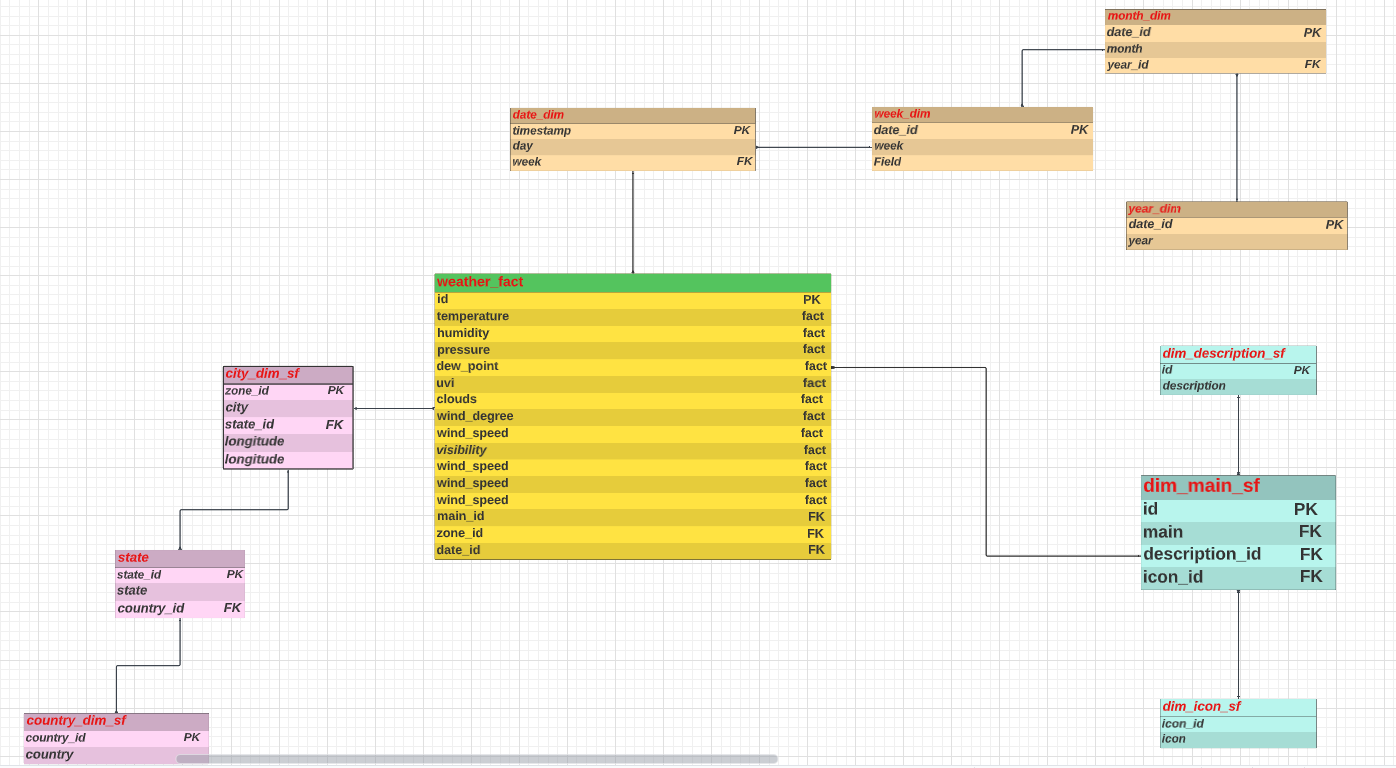 month_dim
date_id PK
month
year_id FK
date_dim
timestamp PK
day
week FK
week_dim
date_id PK
week
Field
year_dim
date_id PK
year
weather_fact
id PK
temperature fact
humidity fact
pressure fact
dew_point fact
uvi fact
clouds fact
wind_degree fact
wind_speed fact
visibility fact
wind_speed fact
wind_speed fact
wind_speed fact
main_id FK
zone_id FK
date_id FK
city_dim_sf
zone_id PK
city
state_id FK
longitude
longitude
state
state_id PK
state
country_id FK
country_dim_sf
country_id PK
country
dim_description_sf
id PK
description
dim_main_sf
id PK
main FK
description_id FK
icon_id FK
dim_icon_sf
icon_id
icon